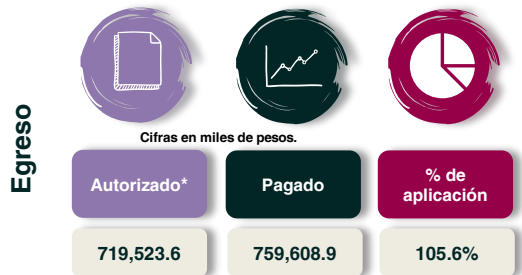 Egreso
Cifras en miles de pesos.
Autorizado*
Pagado
% de
aplicación
719,523.6
759,608.9
105.6%